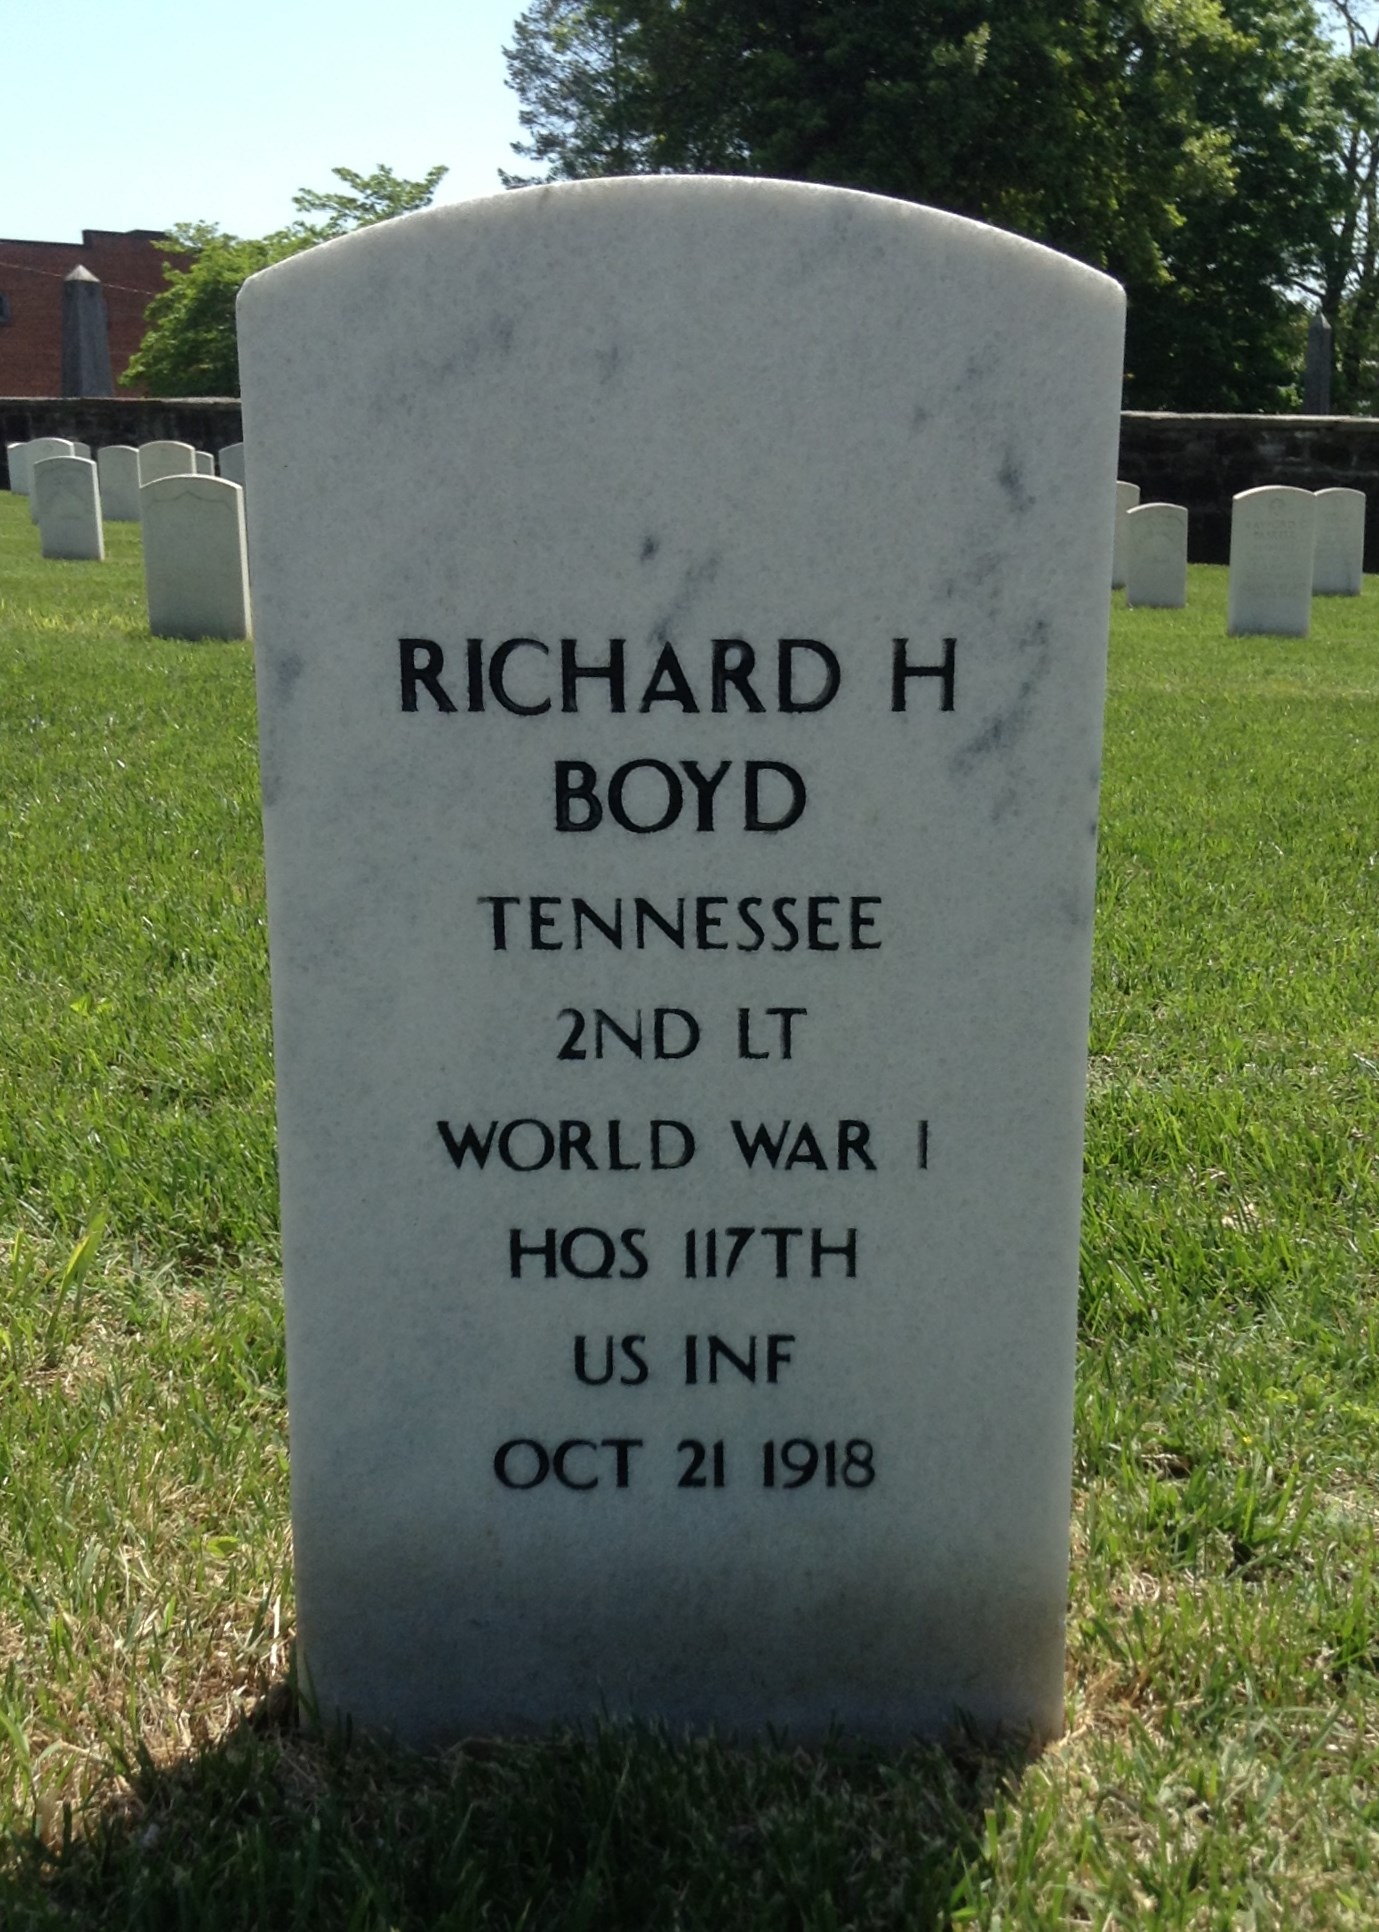 RICHARD H
BOYD
TENNESSEE
2ND LT
WORLD WAR I
HQS 117TH
US INF
OCT 21 1918